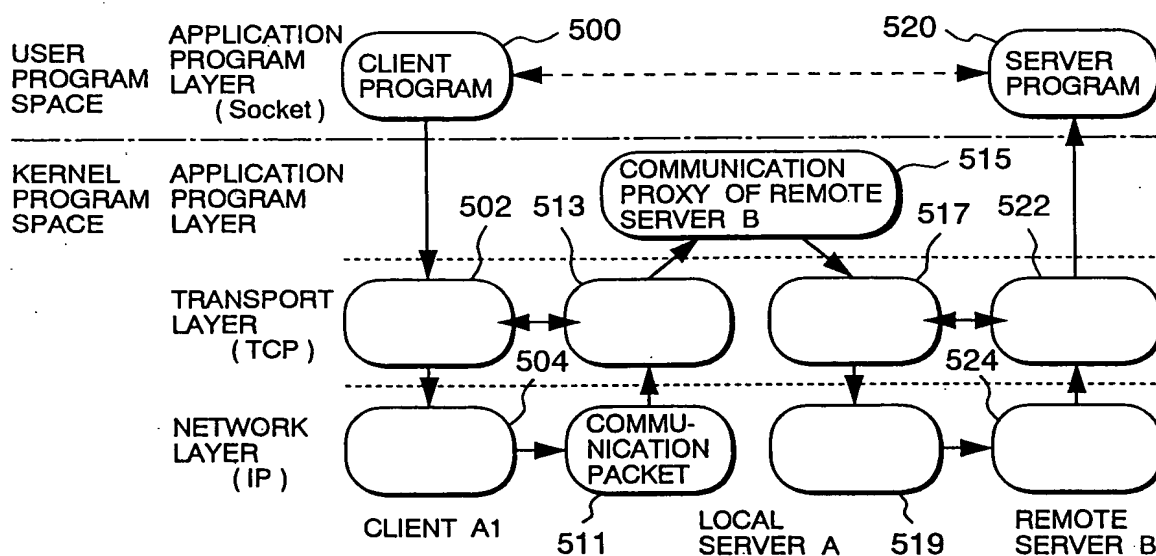 USER
PROGRAM
SPACE
APPLICATION
PROGRAM
LAYER
(Socket)
CLIENT
PROGRAM
500
520
SERVER
PROGRAM
KERNEL
PROGRAM
SPACE
APPLICATION
PROGRAM
LAYER
COMMUNICATION
PROXY OF REMOTE
SERVER B
515
502
513
517
522
TRANSPORT
LAYER
(TCP)
504
524
NETWORK
LAYER
(IP)
COMMU-
NICATION
PACKET
CLIENT A1
511
LOCAL
SERVER A
519
REMOTE
SERVER B